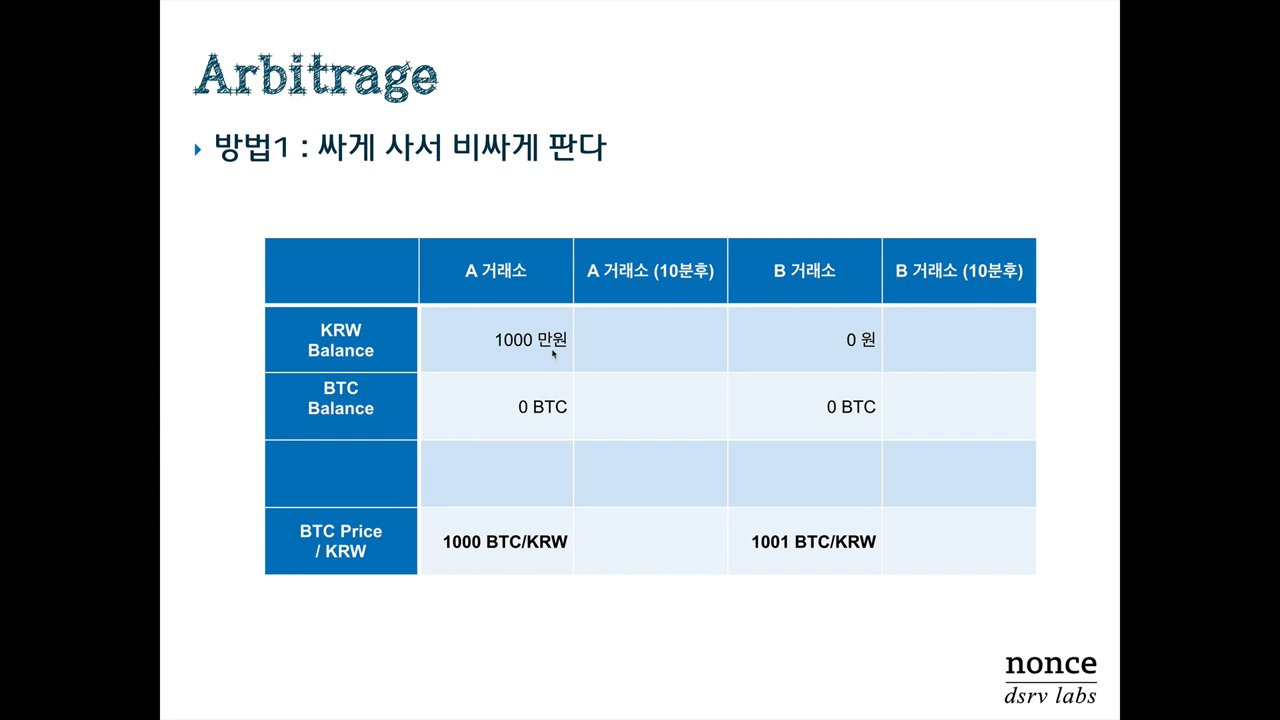 Arbitrage
방법1 : 싸게 사서 비싸게 판다
A 거래소
A 거래소 (10분후)
B 거래소
B 거래소 (10분후)
KRW
Balance
1000 만원
0 원
BTC
Balance
0 BTC
0 BTC
BTC Price
/ KRW
1000 BTC/KRW
1001 BTC/KRW
nonce
dsrv labs